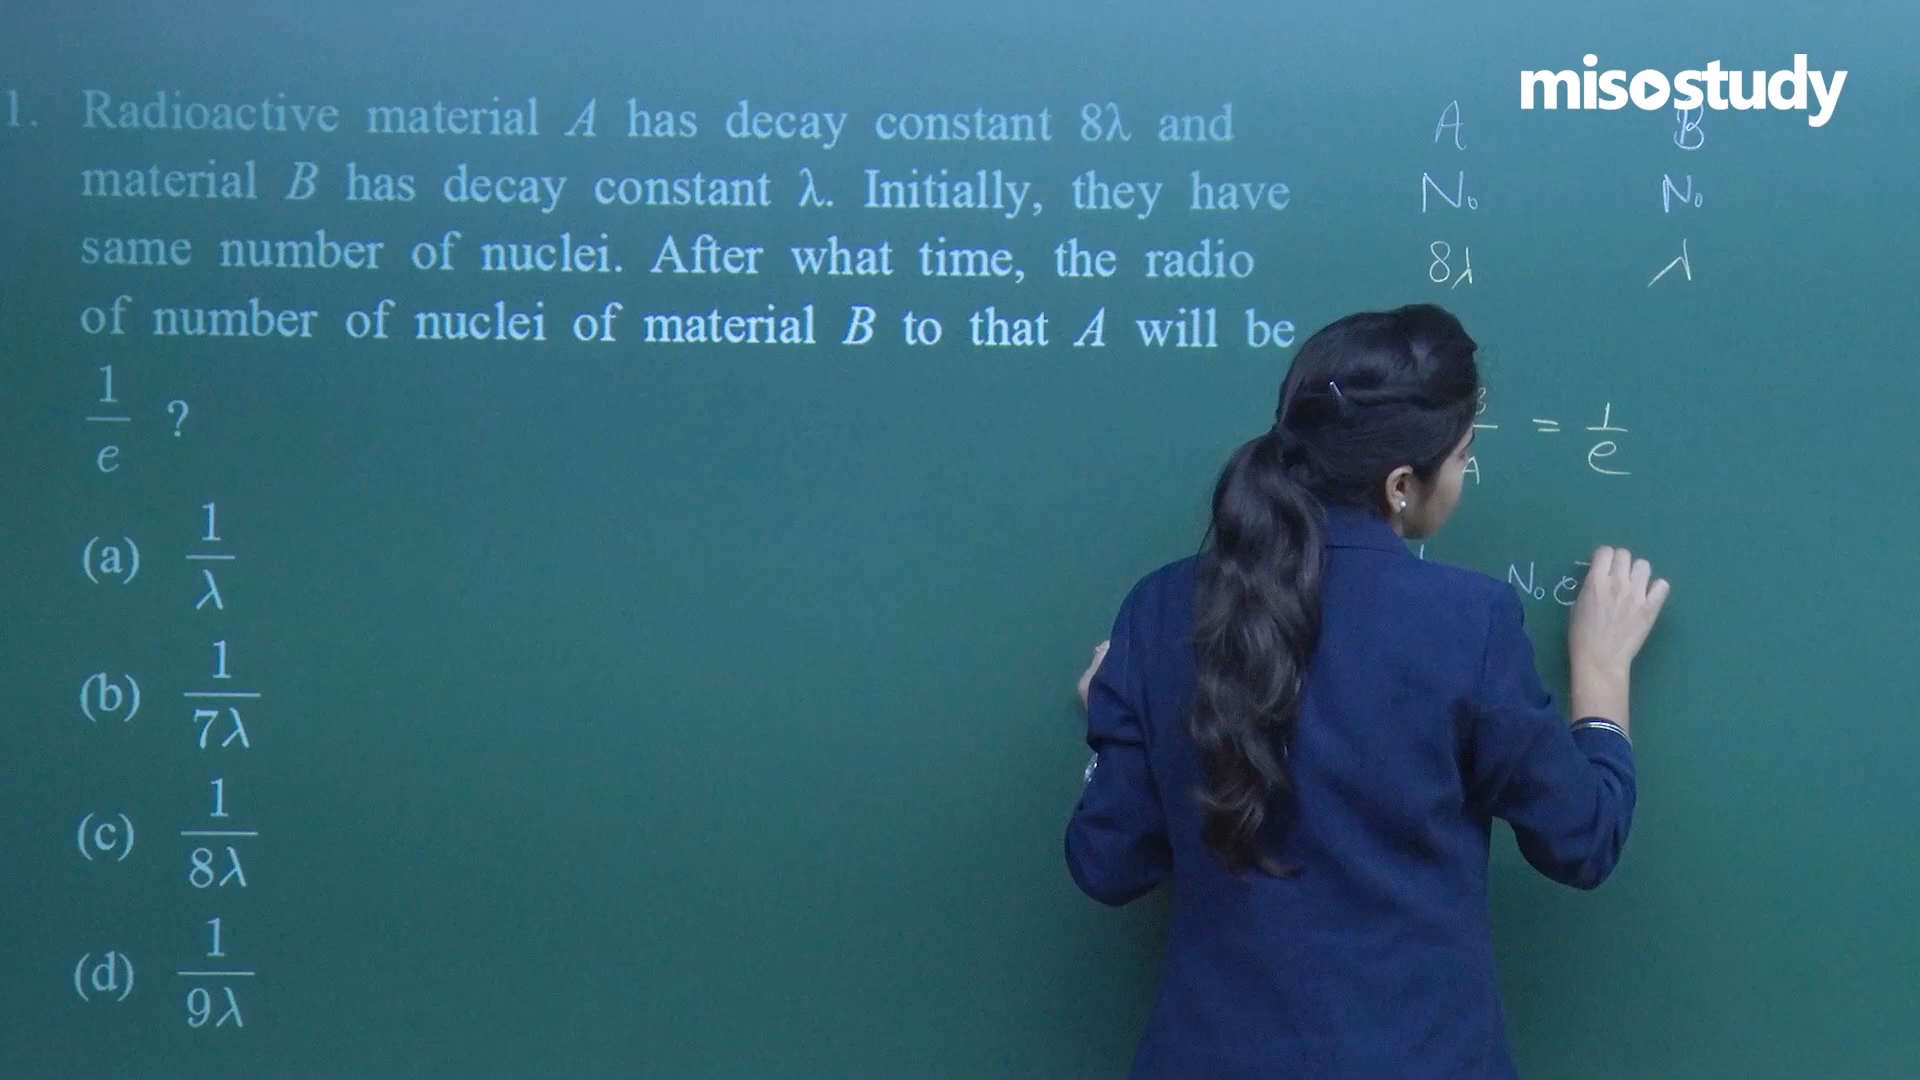 misostudy
1. Radioactive material A has decay constant 8λ and
material B has decay constant λ. Initially, they have
same number of nuclei. After what time, the radio
of number of nuclei of material B to that A will be
1/e ?
(a) 1/λ
(b) 1/7λ
(c) 1/8λ
(d) 1/9λ
A B
N₀ N₀
8λ λ
= 1/e
N₀ e